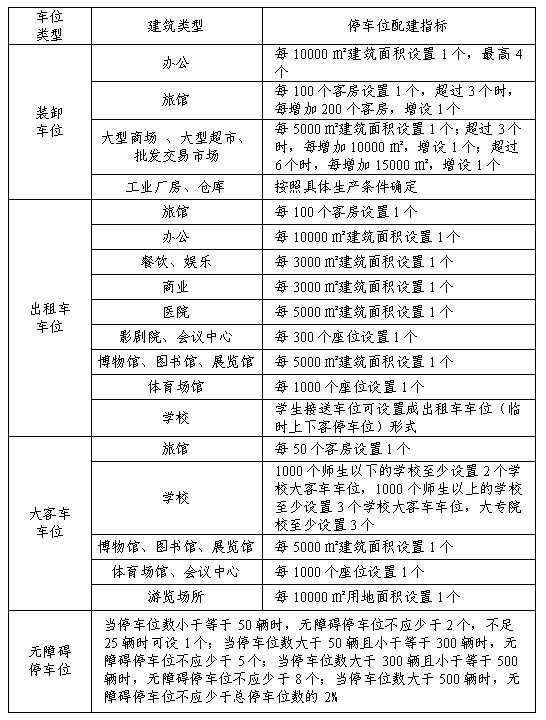 车位
类型
建筑类型
停车位配建指标
装卸
车位
办公
每 10000 ㎡建筑面积设置 1 个，最高 4
个
旅馆
每 100 个客房设置 1 个，超过 3 个时，
每增加 200 个客房，增设 1 个
大型商场 、大型超市、
批发交易市场
每 5000 ㎡建筑面积设置 1 个；超过 3 个
时，每增加 10000 ㎡，增设 1 个；超过
6 个时，每增加 15000 ㎡，增设 1 个
工业厂房、仓库
按照具体生产条件确定
出租车
车位
旅馆
每 100 个客房设置 1 个
办公
每 10000 ㎡建筑面积设置 1 个
餐饮、娱乐
每 3000 ㎡建筑面积设置 1 个
商业
每 3000 ㎡建筑面积设置 1 个
医院
每 5000 ㎡建筑面积设置 1 个
影剧院、会议中心
每 300 个座位设置 1 个
博物馆、图书馆、展览馆
每 5000 ㎡建筑面积设置 1 个
体育场馆
每 1000 个座位设置 1 个
学校
学生接送车位可设置成出租车车位（临
时上下客停车位）形式
大客车
车位
旅馆
每 50 个客房设置 1 个
学校
1000 个师生以下的学校至少设置 2 个学
校大客车车位，1000 个师生以上的学校
至少设置 3 个学校大客车车位，大专院
校至少设置 3 个
博物馆、图书馆、展览馆
每 5000 ㎡建筑面积设置 1 个
体育场馆、会议中心
每 1000 个座位设置 1 个
游览场所
每 10000 ㎡用地面积设置 1 个
无障碍
停车位
当停车位数小于等于 50 辆时，无障碍停车位不应少于 2 个，不足
25 辆时可设 1 个；当停车位数大于 50 辆且小于等于 300 辆时，无
障碍停车位不应少于 5 个；当停车位数大于 300 辆且小于等于 500
辆时，无障碍停车位不应少于 8 个；当停车位数大于 500 辆时，无
障碍停车位不应少于总停车位数的 2%